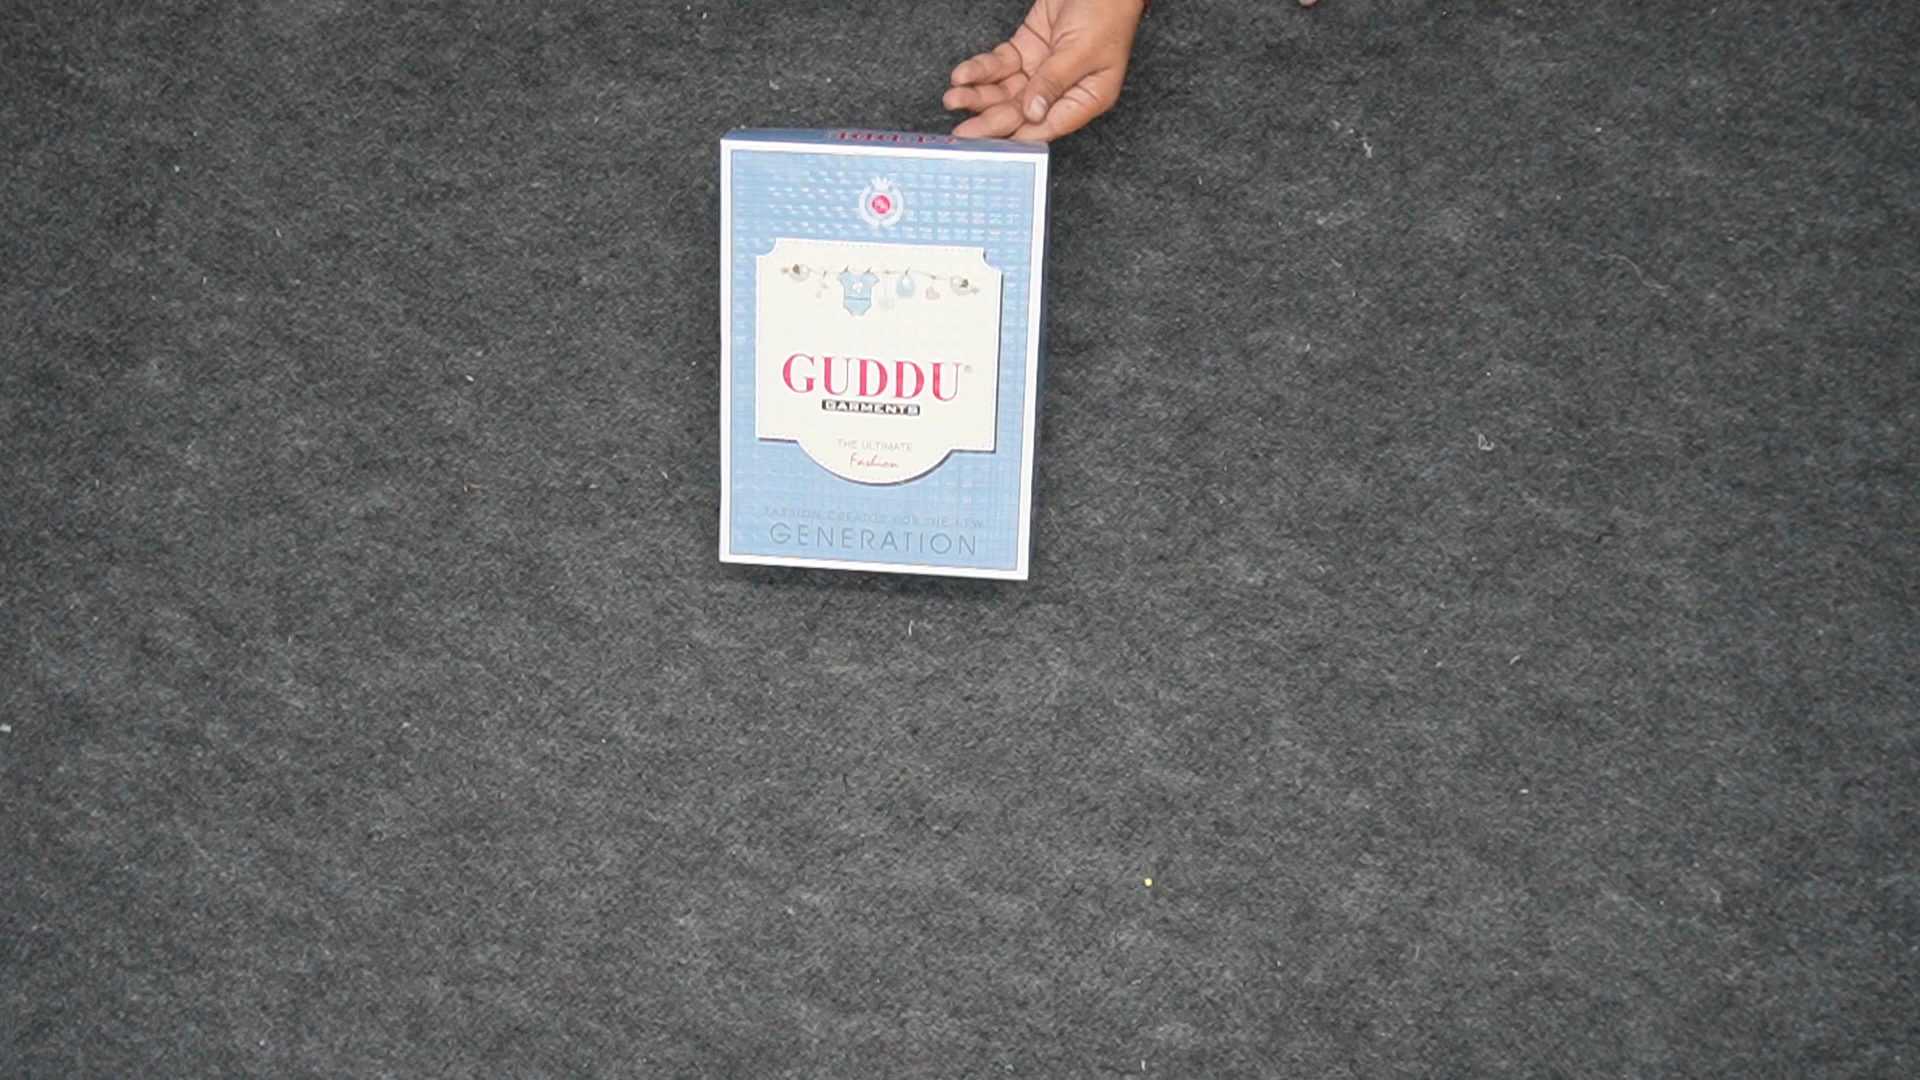 GUDDU®
GARMENTS
THE ULTIMATE
Fashion
FASHION CREATOR FOR THE NEW
GENERATION